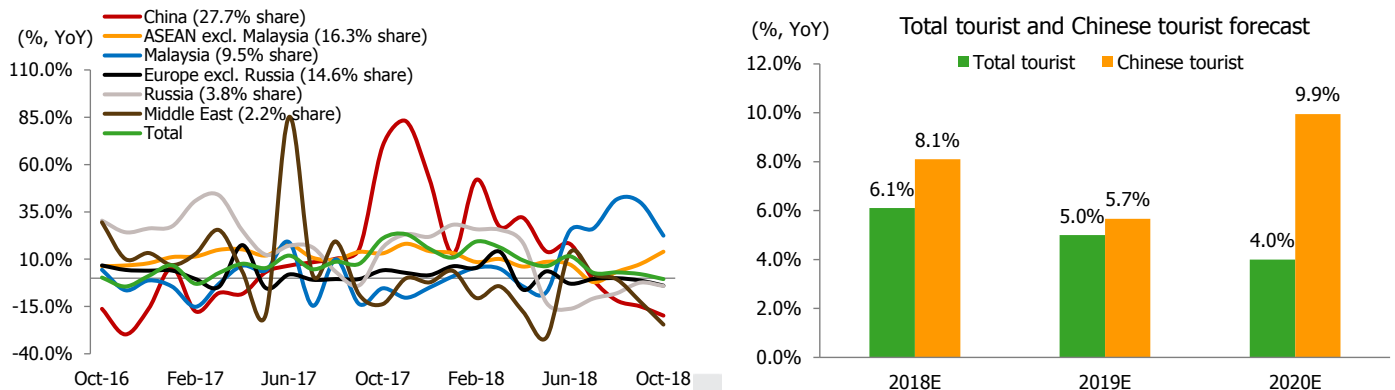 (%, YoY)
China (27.7% share)
ASEAN excl. Malaysia (16.3% share)
Malaysia (9.5% share)
Europe excl. Russia (14.6% share)
Russia (3.8% share)
Middle East (2.2% share)
Total
110.0%
85.0%
60.0%
35.0%
10.0%
-15.0%
-40.0%
Oct-16 Feb-17 Jun-17 Oct-17 Feb-18 Jun-18 Oct-18
(%, YoY)
Total tourist and Chinese tourist forecast
Total tourist Chinese tourist
12.0%
10.0%
8.0%
6.0%
4.0%
2.0%
0.0%
6.1% 8.1% 5.0% 5.7% 4.0% 9.9%
2018E 2019E 2020E